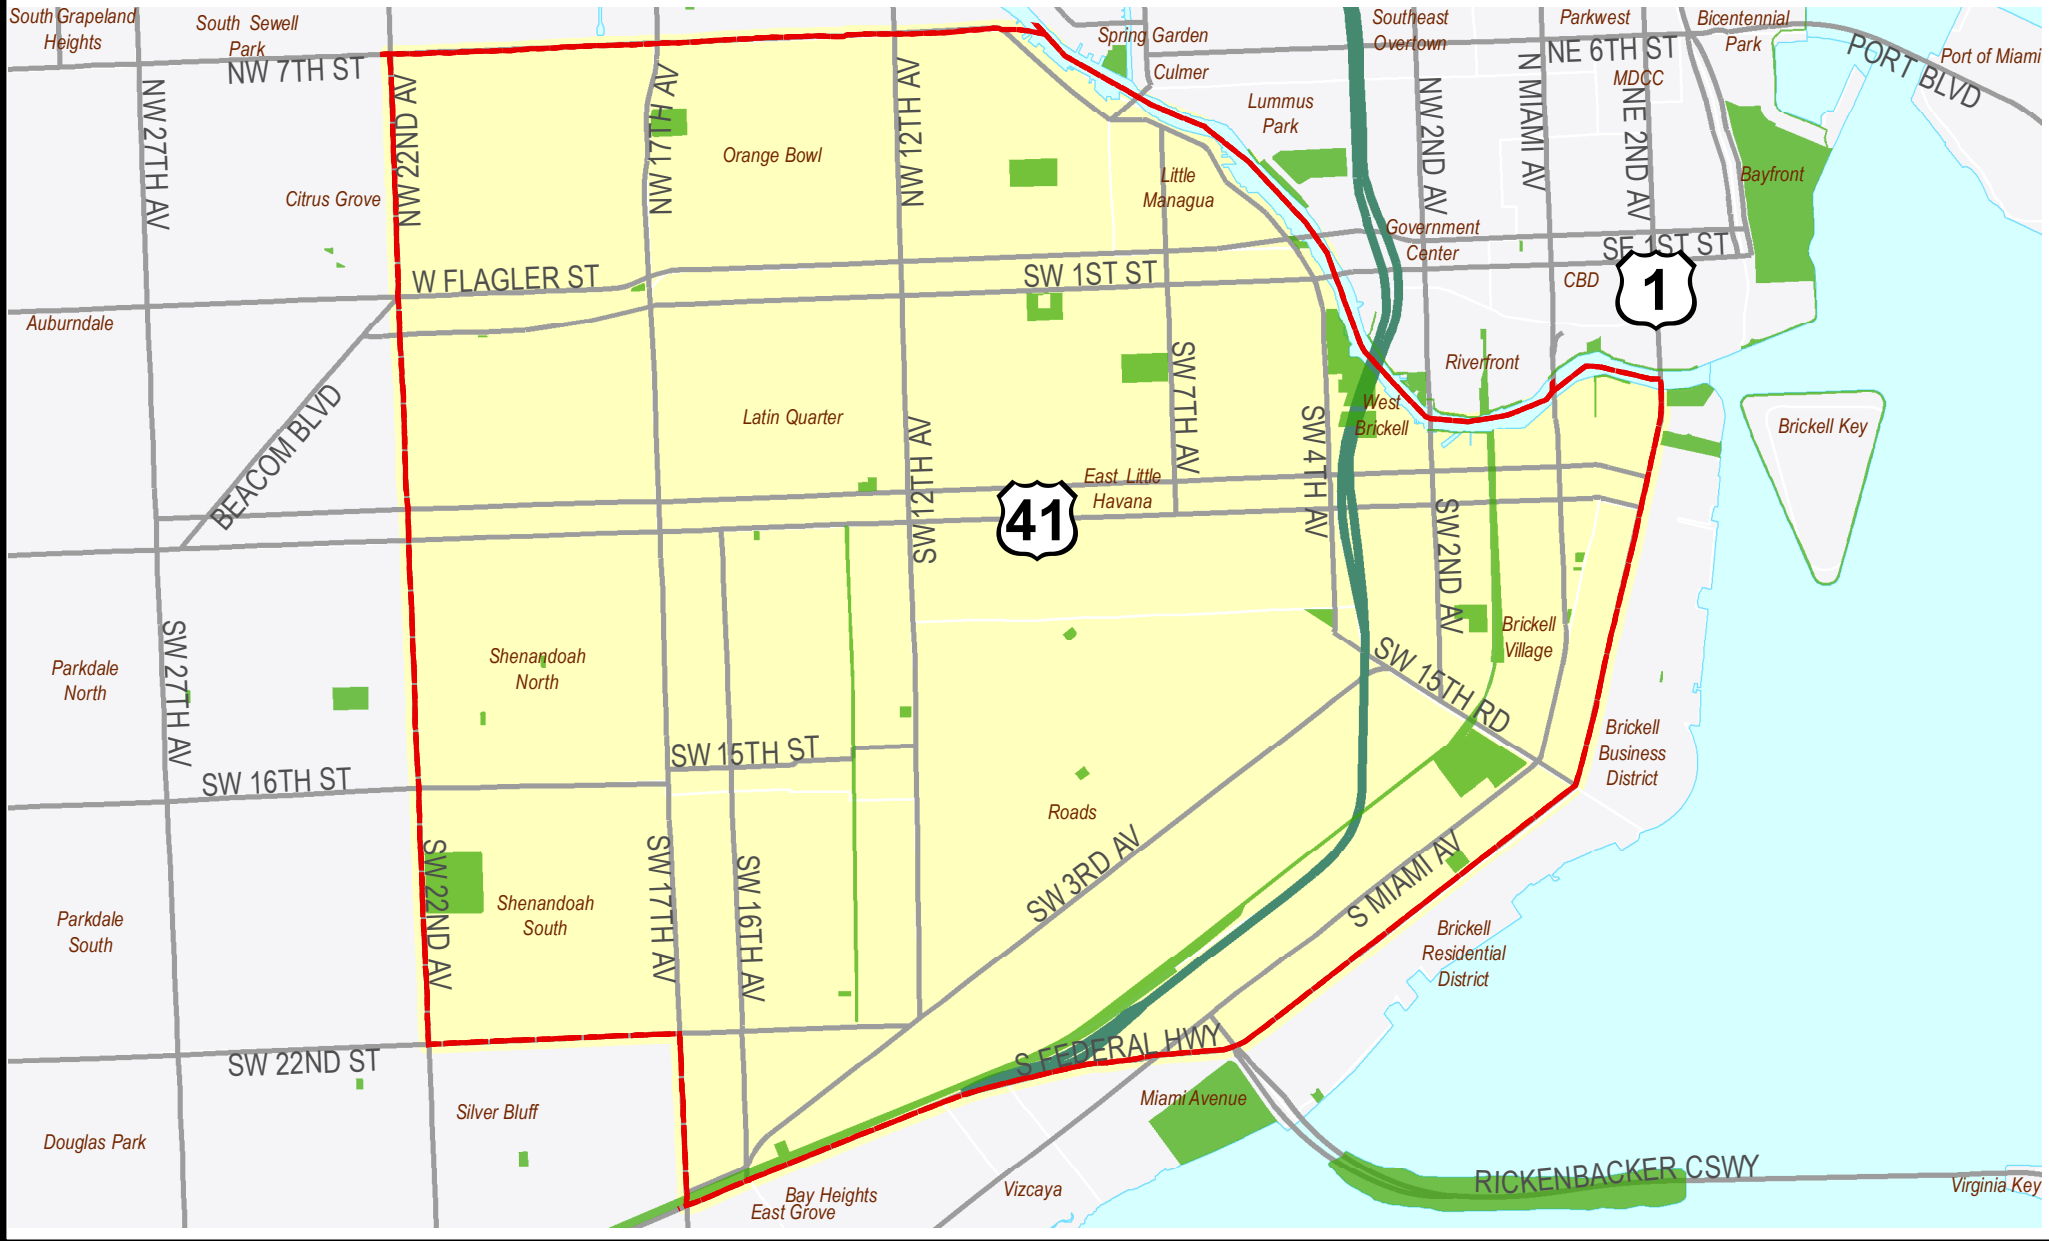 South Grapeland
Heights
South Sewell
Park
Spring Garden
Culmer
Southeast
Overtown
Parkwest
Bicentennial
Park
Port of Miami
NW 7TH ST
NE 6TH ST
MDCC
PORT BLVD
NW 27TH AV
NW 22ND AV
NW 17TH AV
NW 12TH AV
NW 2ND AV
N MIAMI AV
NE 2ND AV
Lummus
Park
Orange Bowl
Citrus Grove
Little
Managua
Bayfront
Government
Center
SE 1ST ST
W FLAGLER ST
SW 1ST ST
CBD
1
Auburndale
Riverfront
BEACOM BLVD
Latin Quarter
SW 7TH AV
SW 4TH AV
West
Brickell
Brickell Key
SW 12TH AV
East Little
Havana
41
SW 2ND AV
Brickell
Village
SW 27TH AV
Parkdale
North
Shenandoah
North
SW 15TH RD
Brickell
Business
District
SW 15TH ST
SW 16TH ST
Roads
SW 22ND AV
SW 17TH AV
SW 16TH AV
SW 3RD AV
S MIAMI AV
Shenandoah
South
Parkdale
South
Brickell
Residential
District
SW 22ND ST
S FEDERAL HWY
Silver Bluff
Miami Avenue
Douglas Park
RICKENBACKER CSWY
Virginia Key
Bay Heights
East Grove
Vizcaya